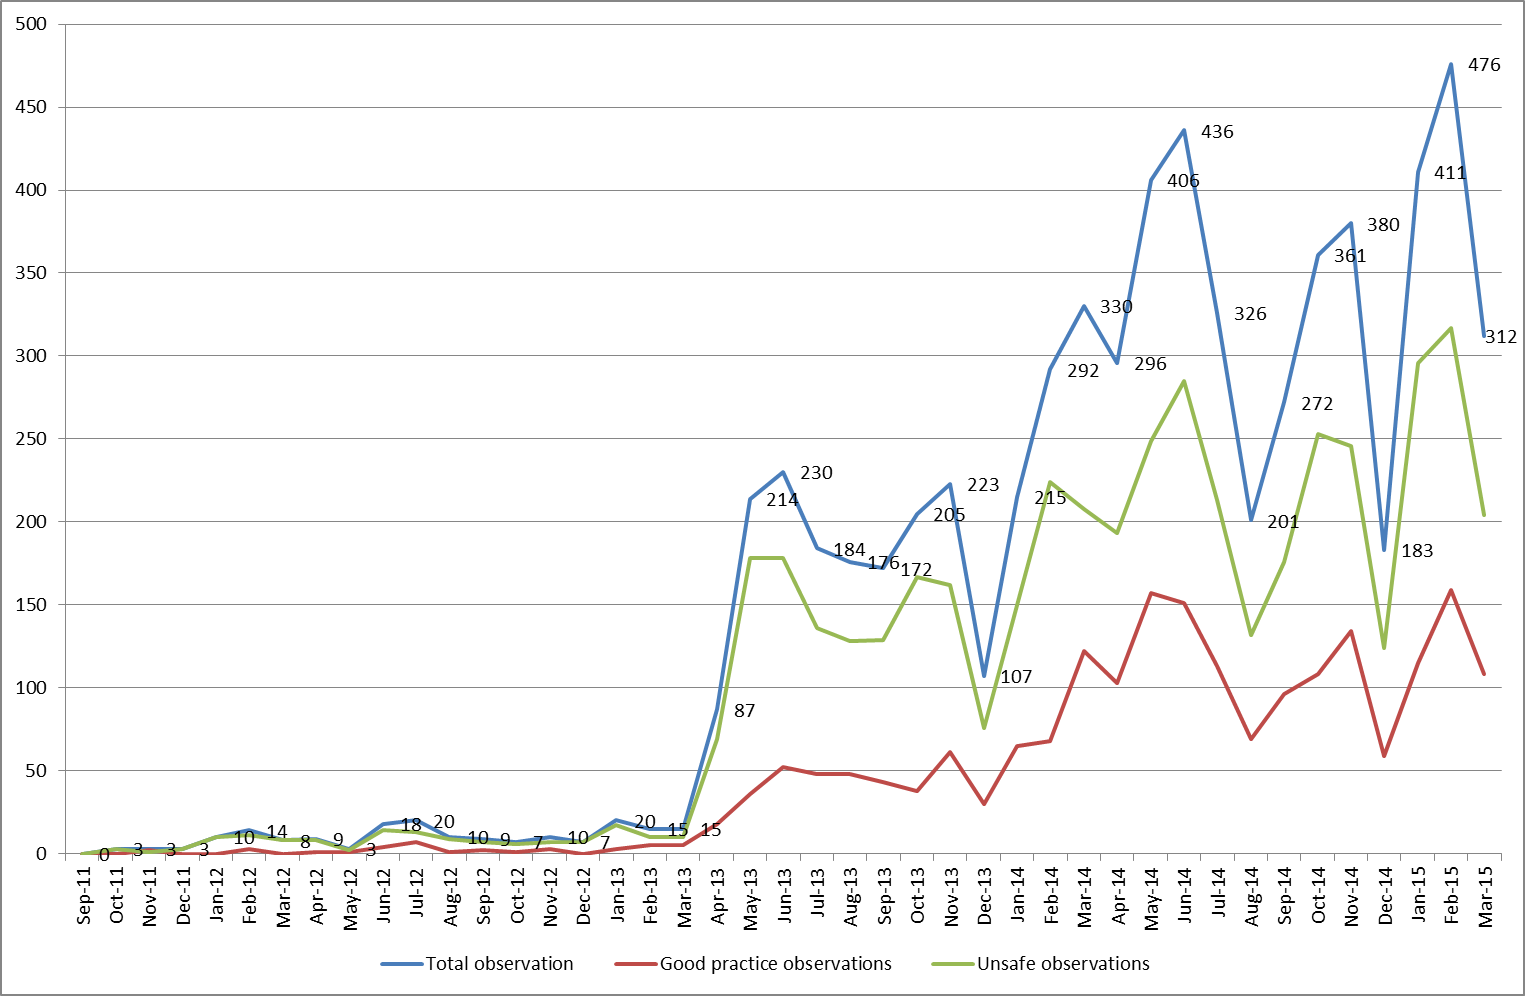 500
450
400
350
300
250
200
150
100
50
0
476
436
411
406
380
361
330
326
312
296
292
272
230
223
215
214
205
201
184
183
176
172
107
87
0
3
3
3
10
14
8
9
3
18
20
10
9
7
10
7
20
15
15
Sep-11
Oct-11
Nov-11
Dec-11
Jan-12
Feb-12
Mar-12
Apr-12
May-12
Jun-12
Jul-12
Aug-12
Sep-12
Oct-12
Nov-12
Dec-12
Jan-13
Feb-13
Mar-13
Apr-13
May-13
Jun-13
Jul-13
Aug-13
Sep-13
Oct-13
Nov-13
Dec-13
Jan-14
Feb-14
Mar-14
Apr-14
May-14
Jun-14
Jul-14
Aug-14
Sep-14
Oct-14
Nov-14
Dec-14
Jan-15
Feb-15
Mar-15
Total observation
Good practice observations
Unsafe observations